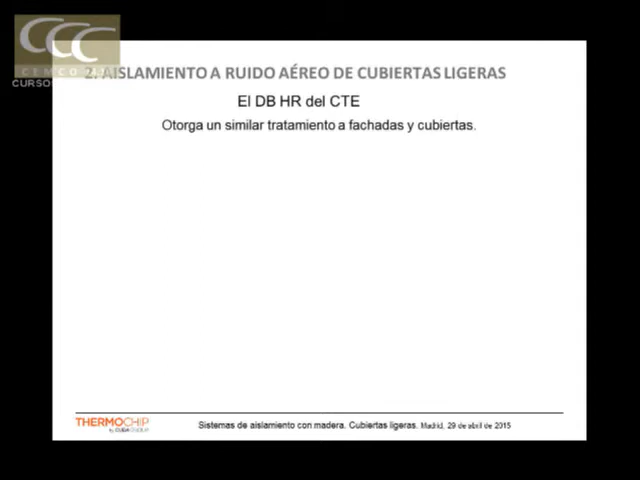 CCC
CURSO
2. AISLAMIENTO A RUIDO AÉREO DE CUBIERTAS LIGERAS
El DB HR del CTE
Otorga un similar tratamiento a fachadas y cubiertas.
THERMOCHIP
Sistemas de aislamiento con madera. Cubiertas ligeras. Madrid, 29 de abril de 2015